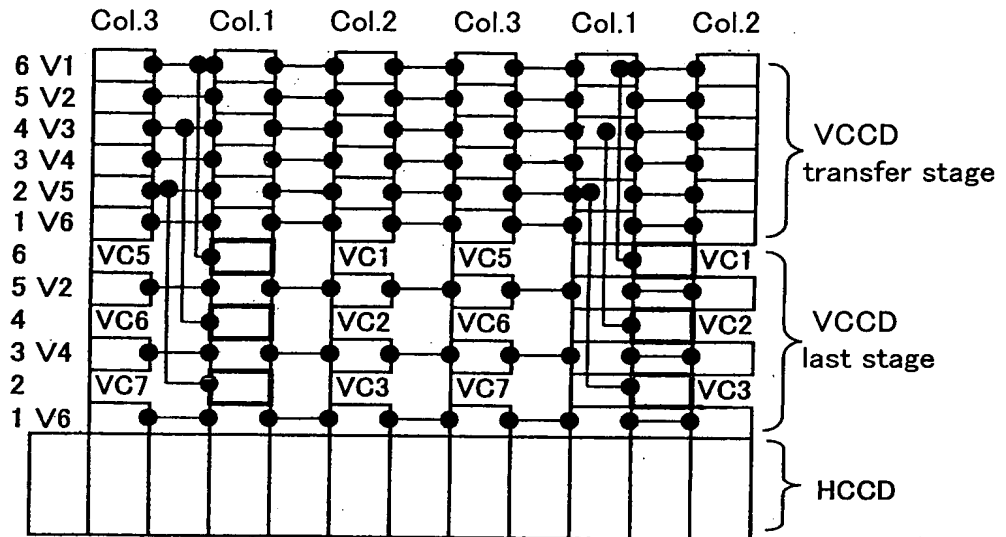 Col.3 Col.1 Col.2 Col.3 Col.1 Col.2
6 V1
5 V2
4 V3
3 V4
2 V5
1 V6
VCCD
transfer stage
6 VC5 VC1 VC5 VC1
5 V2
4 VC6 VC2 VC6 VC2
3 V4
2 VC7 VC3 VC7 VC3
1 V6
VCCD
last stage
HCCD